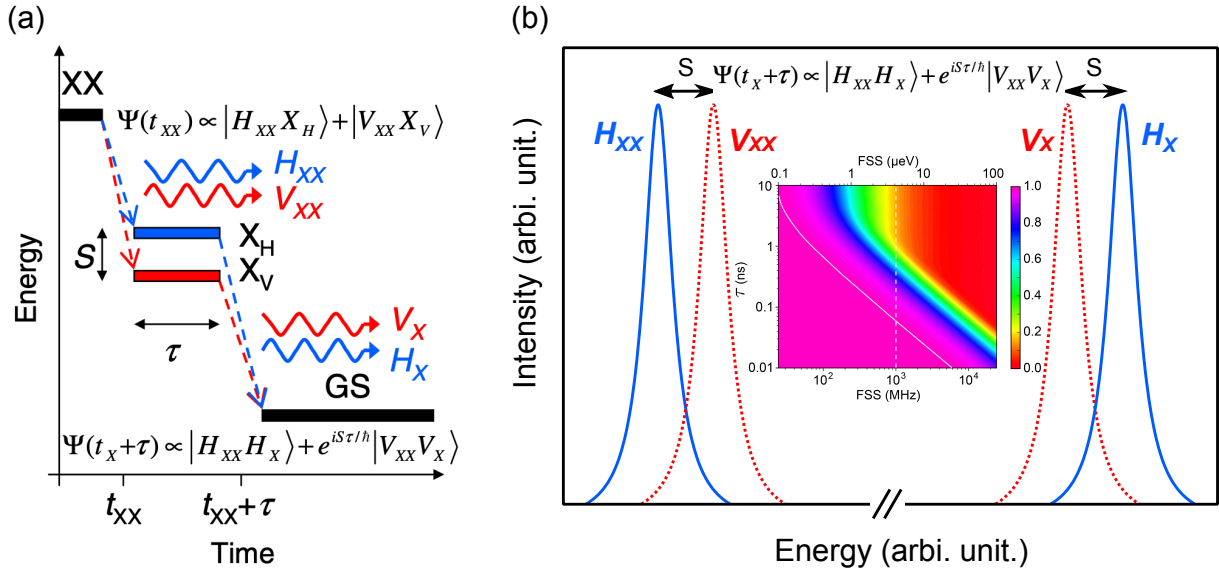 (a)
XX
Ψ(t_XX) ∝ |H_XX X_H⟩ + |V_XX X_V⟩
H_XX
V_XX
S
X_H
X_V
τ
V_X
H_X
GS
Ψ(t_X+τ) ∝ |H_XX H_X⟩ + e^{iSτ/ħ}|V_XX V_X⟩
t_XX
t_XX + τ
Time
Energy
(b)
S
Ψ(t_X+τ) ∝ |H_XX H_X⟩ + e^{iSτ/ħ}|V_XX V_X⟩
S
H_XX
V_XX
V_X
H_X
FSS (μeV)
0.1 1 10 100
10
1
0.1
0.01
τ (ns)
10² 10³ 10⁴
FSS (MHz)
1.0
0.8
0.6
0.4
0.2
0.0
Intensity (arbi. unit.)
Energy (arbi. unit.)